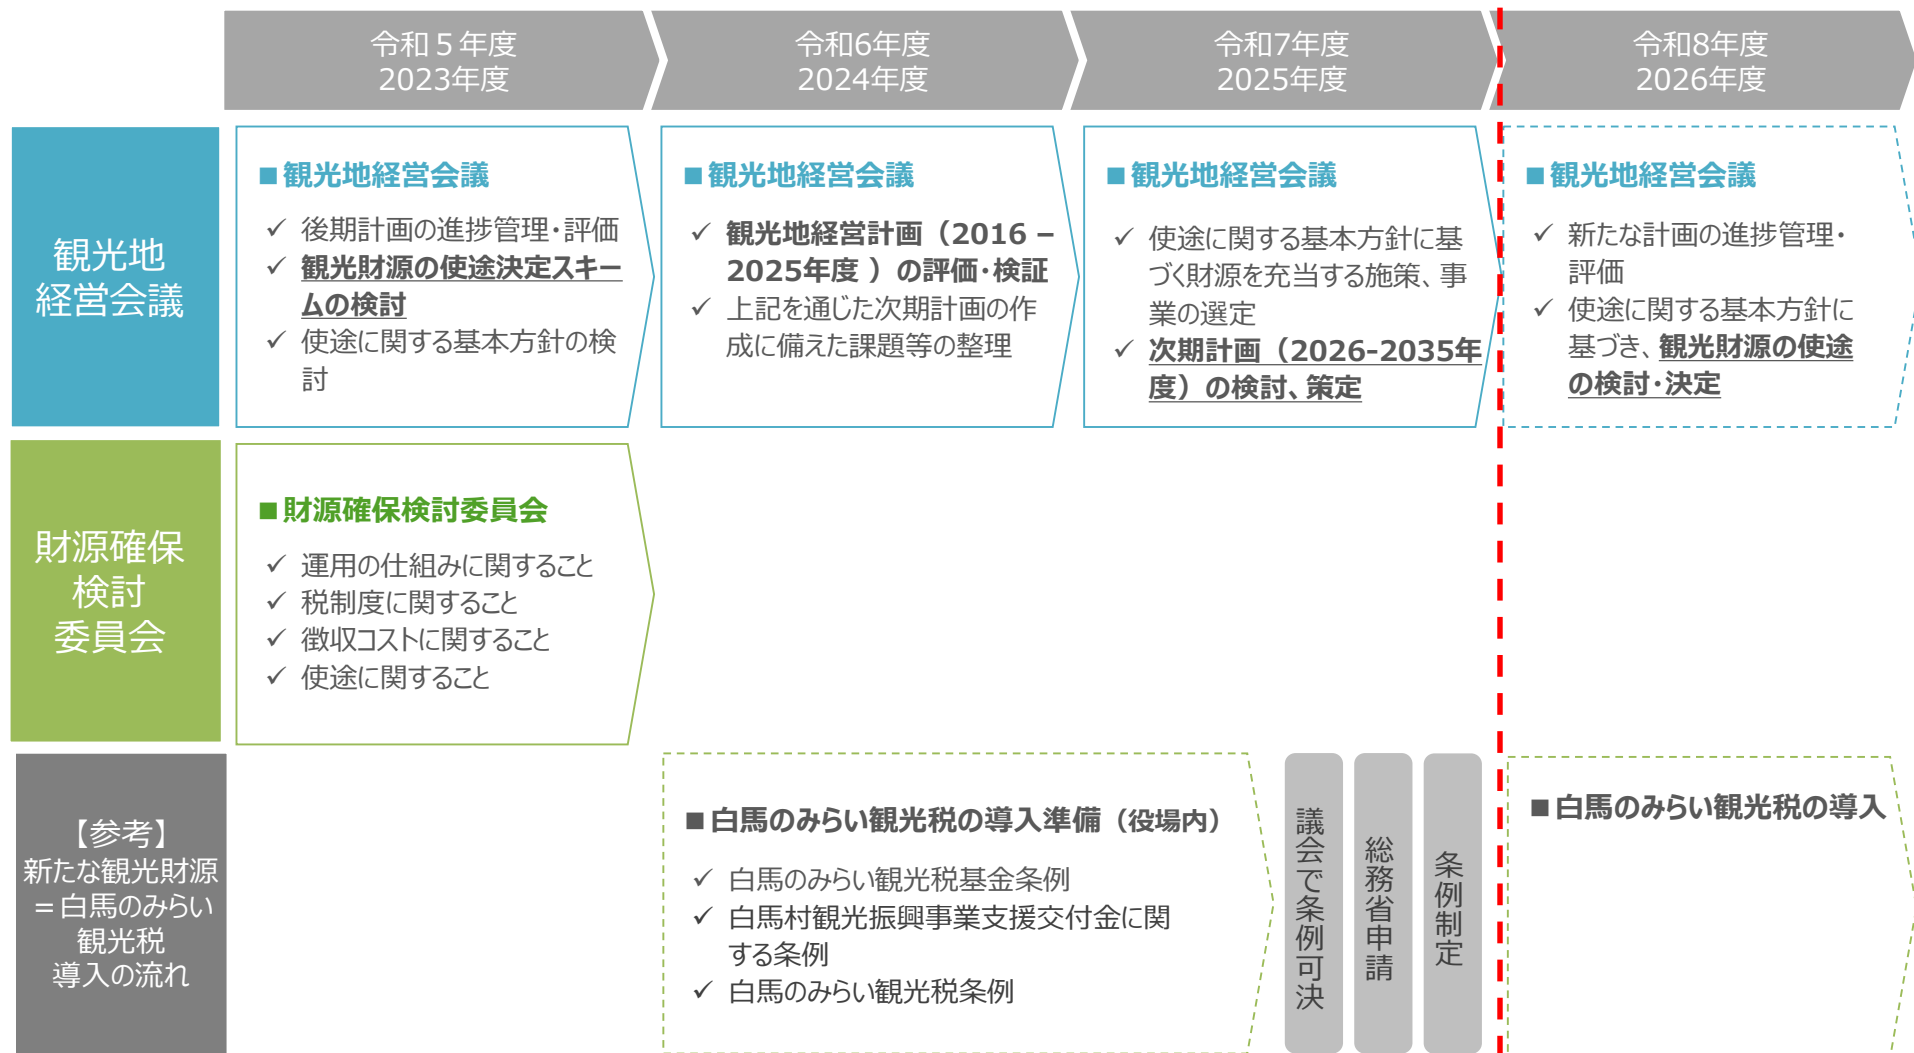 令和５年度
2023年度
令和6年度
2024年度
令和7年度
2025年度
令和8年度
2026年度
観光地
経営会議
■観光地経営会議
✓ 後期計画の進捗管理・評価
✓ 観光財源の使途決定スキー
ムの検討
✓ 使途に関する基本方針の検
討
■観光地経営会議
✓ 観光地経営計画（2016 –
2025年度 ）の評価・検証
✓ 上記を通じた次期計画の作
成に備えた課題等の整理
■観光地経営会議
✓ 使途に関する基本方針に基
づく財源を充当する施策、事
業の選定
✓ 次期計画（2026-2035年
度）の検討、策定
■観光地経営会議
✓ 新たな計画の進捗管理・
評価
✓ 使途に関する基本方針に
基づき、観光財源の使途
の検討・決定
財源確保
検討
委員会
■財源確保検討委員会
✓ 運用の仕組みに関すること
✓ 税制度に関すること
✓ 徴収コストに関すること
✓ 使途に関すること
【参考】
新たな観光財源
＝白馬のみらい
観光税
導入の流れ
■白馬のみらい観光税の導入準備（役場内）
✓ 白馬のみらい観光税基金条例
✓ 白馬村観光振興事業支援交付金に関
する条例
✓ 白馬のみらい観光税条例
議会で条例可決
総務省申請
条例制定
■白馬のみらい観光税の導入